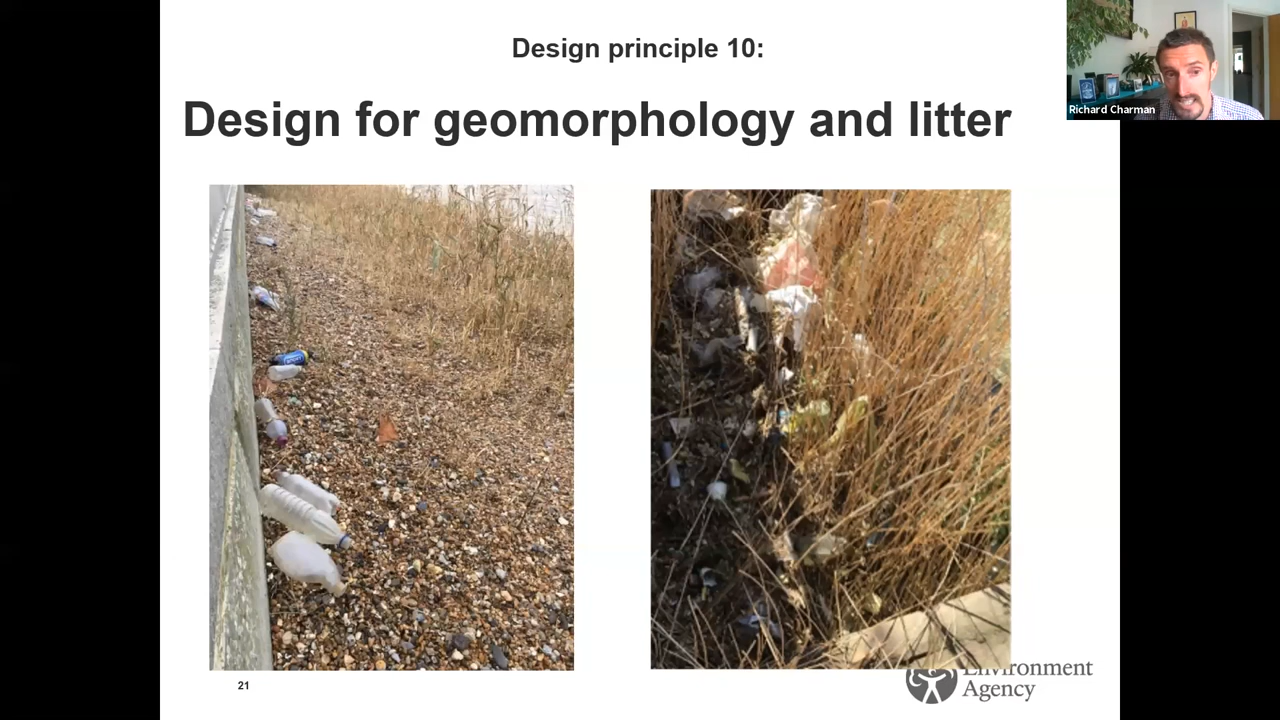 Design principle 10:
Richard Charman
Design for geomorphology and litter
21
Environment
Agency